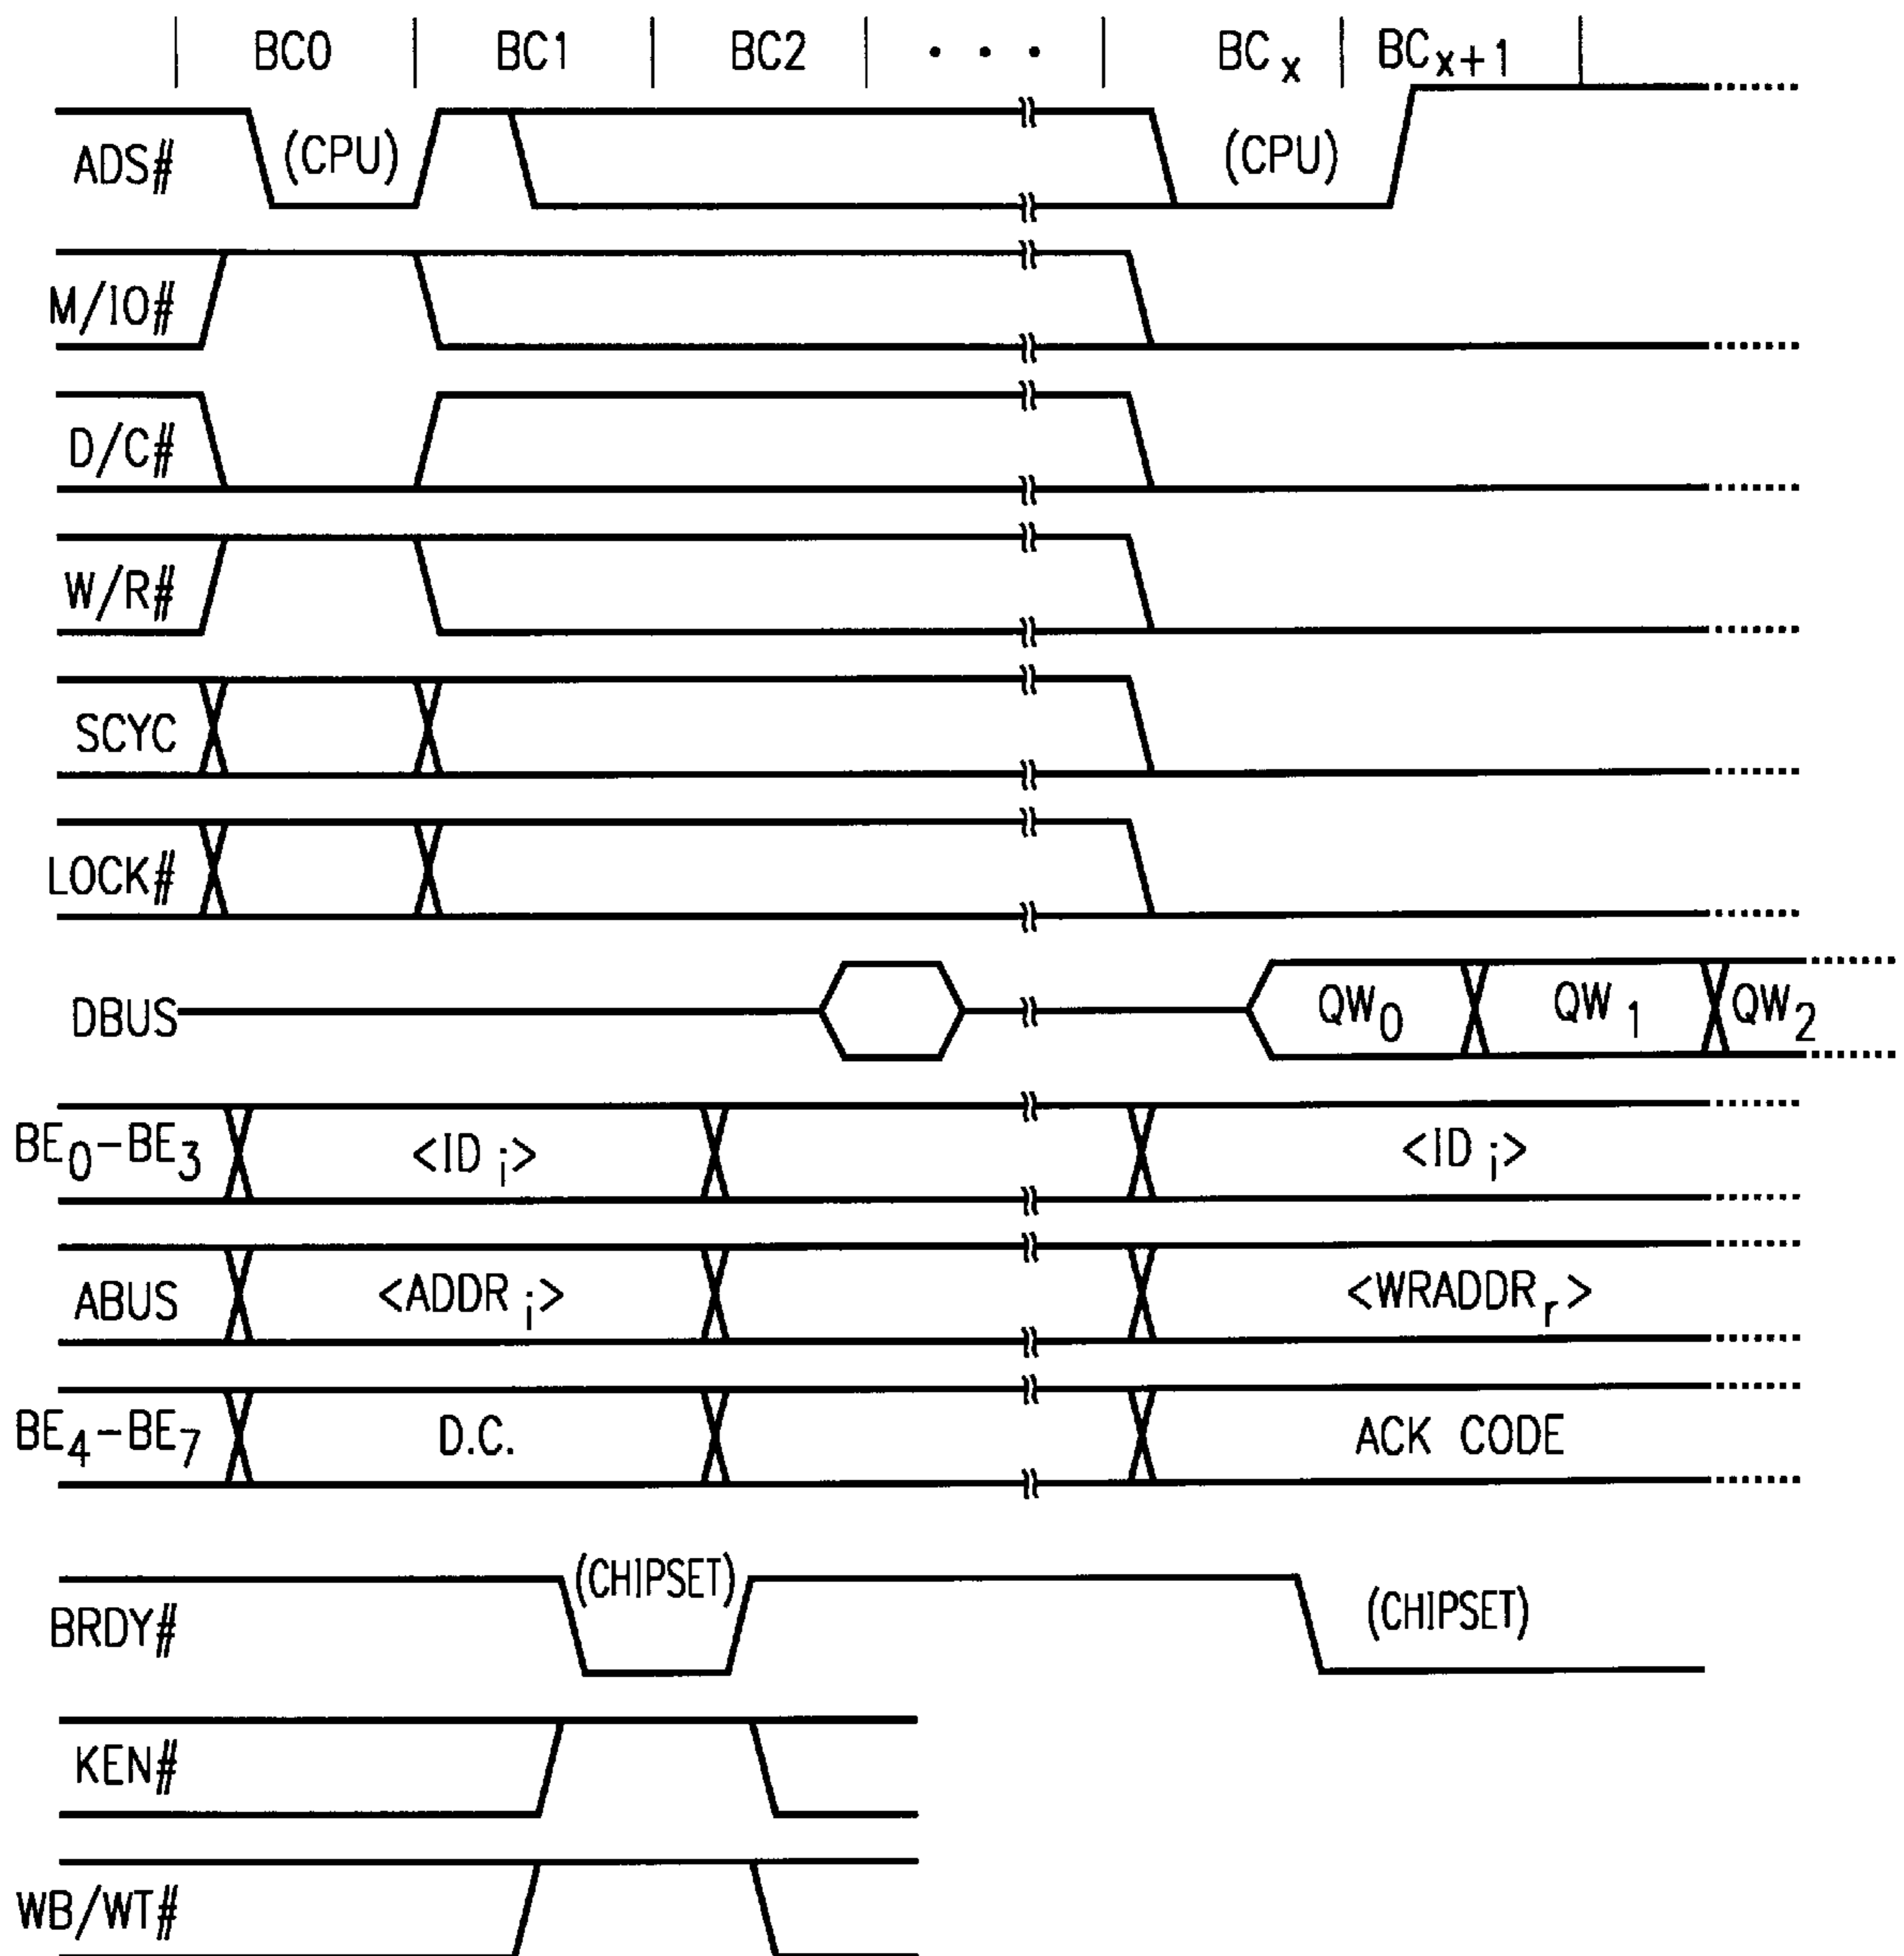 BC0 BC1 BC2 • • • BCx BCx+1
ADS# (CPU) (CPU)
M/IO#
D/C#
W/R#
SCYC
LOCK#
DBUS QW0 QW1 QW2
BE0-BE3 <IDi> <IDi>
ABUS <ADDRi> <WRADDRr>
BE4-BE7 D.C. ACK CODE
BRDY# (CHIPSET) (CHIPSET)
KEN#
WB/WT#